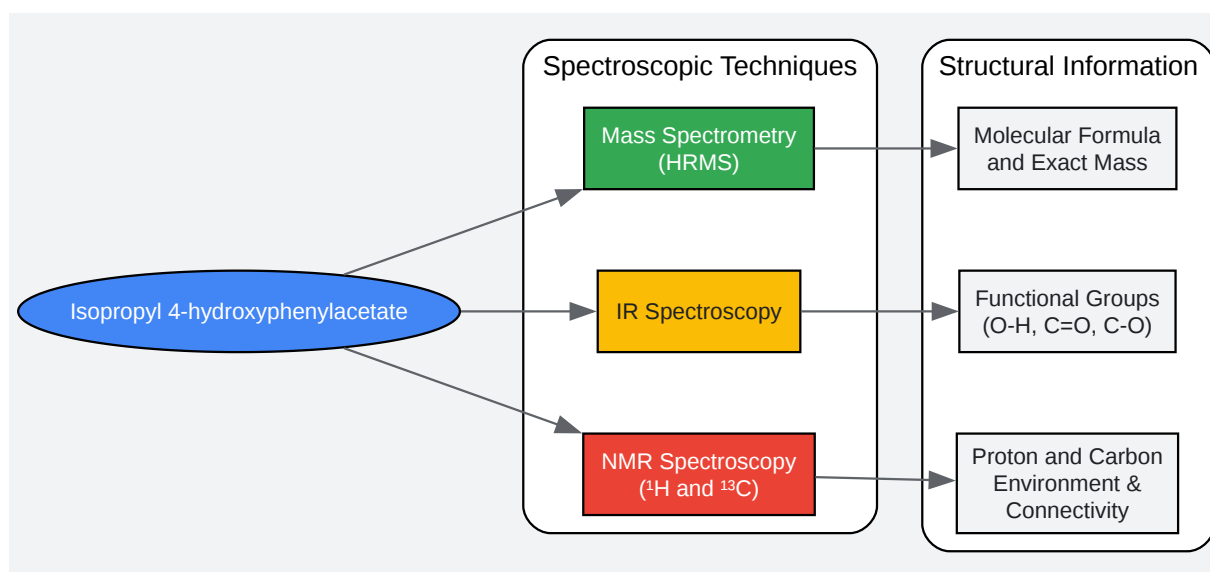 Spectroscopic Techniques
Structural Information
Mass Spectrometry
(HRMS)
Molecular Formula
and Exact Mass
Isopropyl 4-hydroxyphenylacetate
IR Spectroscopy
Functional Groups
(O-H, C=O, C-O)
NMR Spectroscopy
(¹H and ¹³C)
Proton and Carbon
Environment &
Connectivity